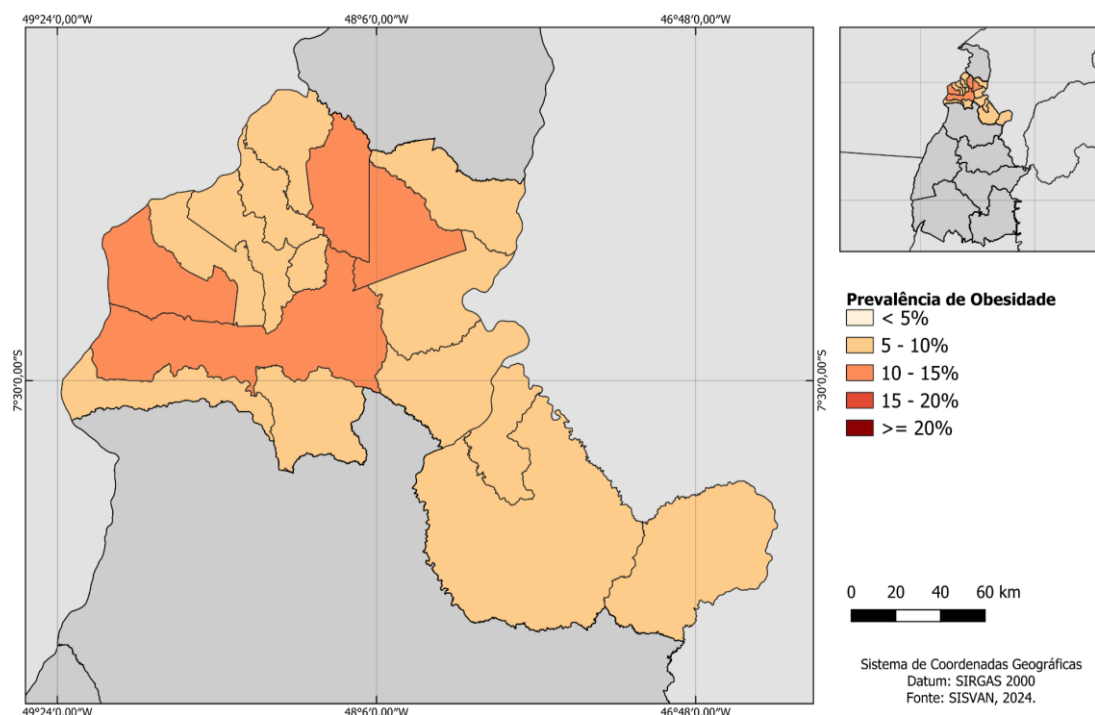 49°24'0,00"W 48°6'0,00"W 46°48'0,00"W
7°30'0,00"S 7°30'0,00"S
Prevalência de Obesidade
< 5%
5 - 10%
10 - 15%
15 - 20%
>= 20%
0 20 40 60 km
Sistema de Coordenadas Geográficas
Datum: SIRGAS 2000
Fonte: SISVAN, 2024.
49°24'0,00"W 48°6'0,00"W 46°48'0,00"W